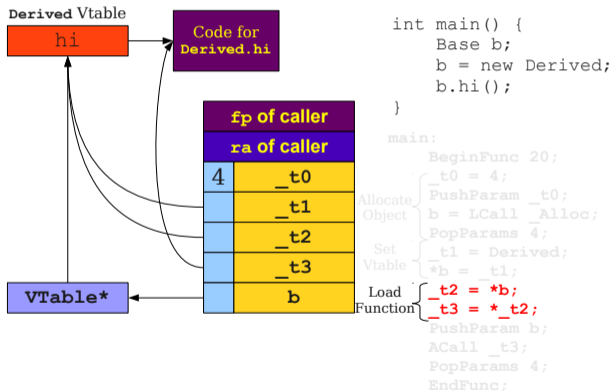 Derived Vtable
hi
Code for
Derived.hi
int main() {
Base b;
b = new Derived;
b.hi();
}
fp of caller
ra of caller
4 _t0
_t1
_t2
_t3
b
VTable*
main:
BeginFunc 20;
_t0 = 4;
PushParam _t0;
b = LCall _Alloc;
PopParams 4;
_t1 = Derived;
*b = _t1;
_t2 = *b;
_t3 = *_t2;
PushParam b;
ACall _t3;
PopParams 4;
EndFunc;
Allocate
Object
Set
Vtable
Load
Function